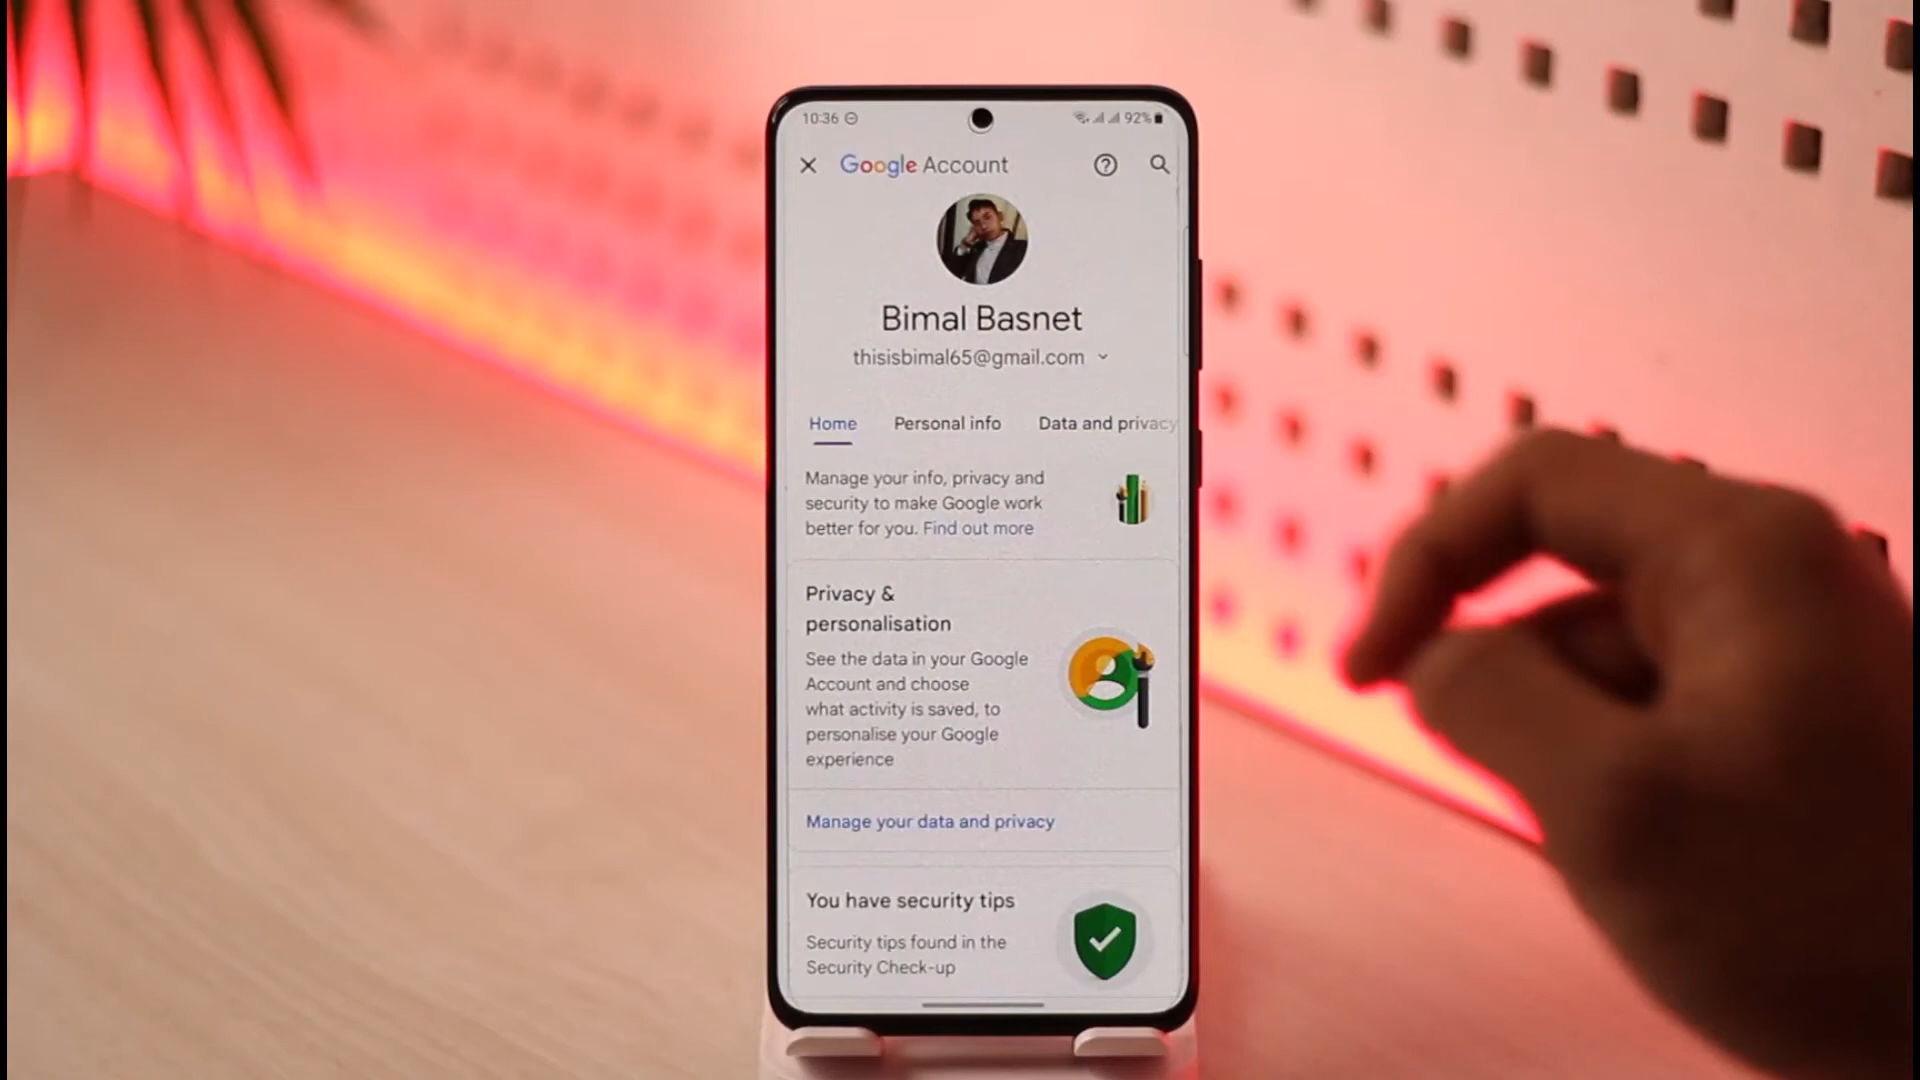 10:36
92%
Google Account
Bimal Basnet
thisisbimal65@gmail.com
Home Personal info Data and privacy
Manage your info, privacy and
security to make Google work
better for you. Find out more
Privacy &
personalisation
See the data in your Google
Account and choose
what activity is saved, to
personalise your Google
experience
Manage your data and privacy
You have security tips
Security tips found in the
Security Check-up